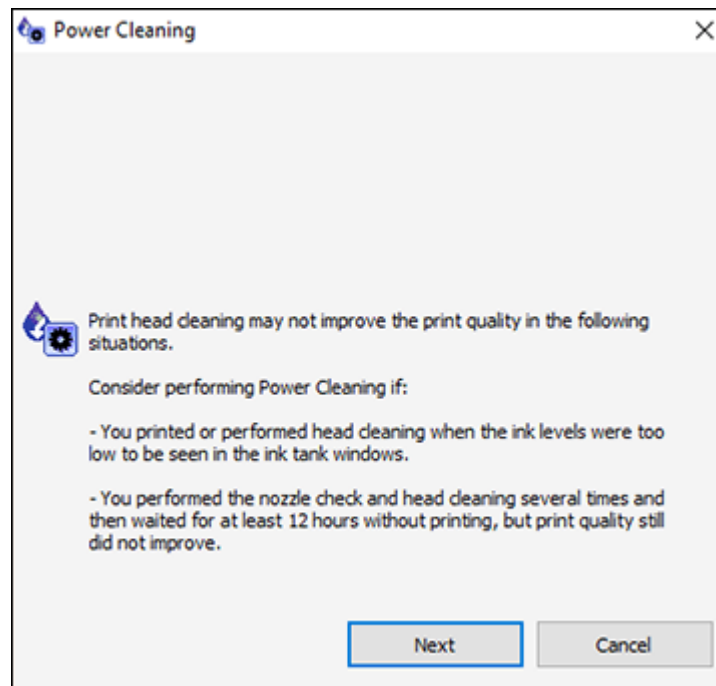 Power Cleaning
Print head cleaning may not improve the print quality in the following
situations.
Consider performing Power Cleaning if:
- You printed or performed head cleaning when the ink levels were too
low to be seen in the ink tank windows.
- You performed the nozzle check and head cleaning several times and
then waited for at least 12 hours without printing, but print quality still
did not improve.
Next
Cancel